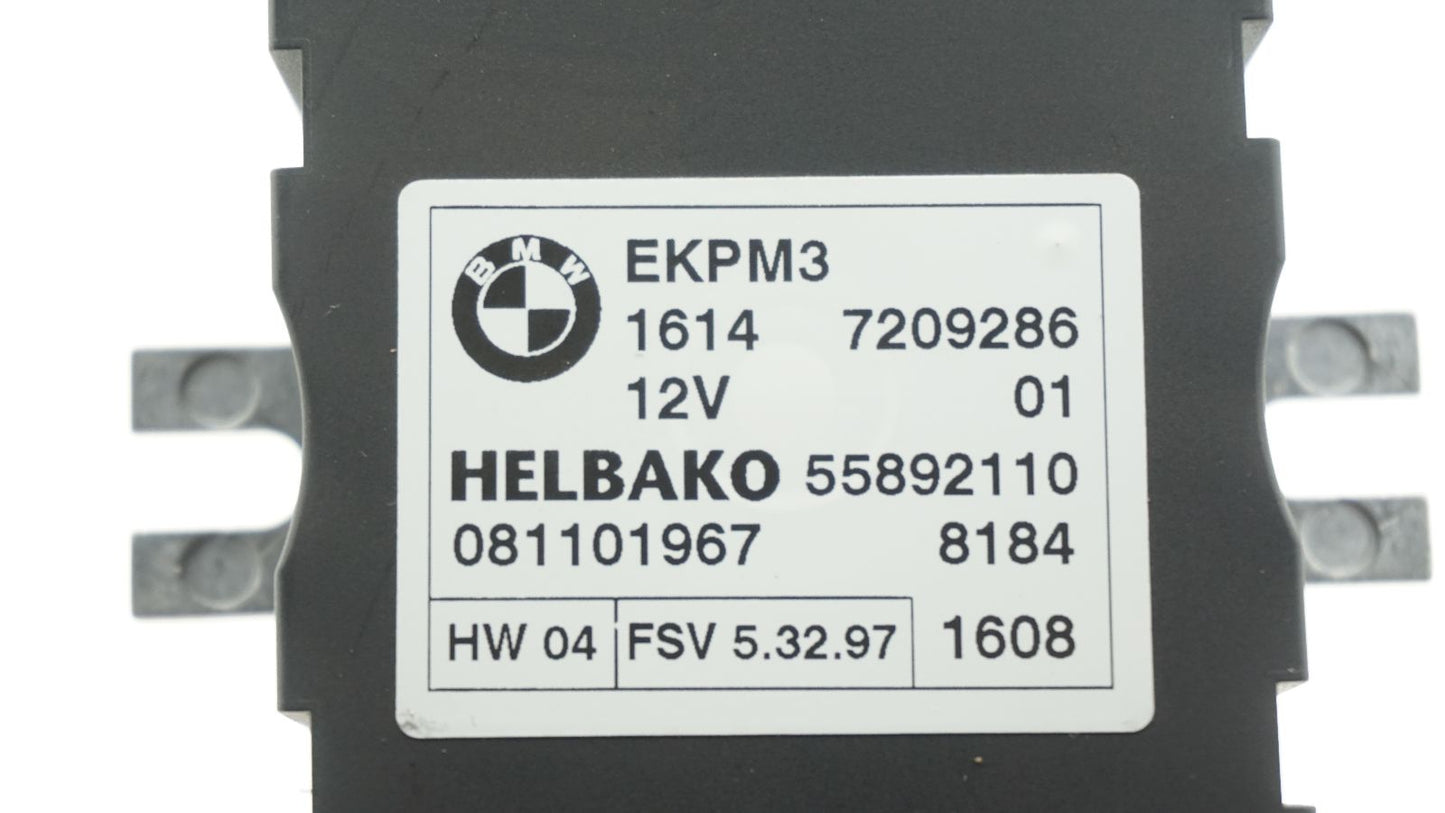 BMW EKPM3
1614 7209286
12V 01
HELBAKO 55892110
081101967 8184
HW 04 FSV 5.32.97 1608